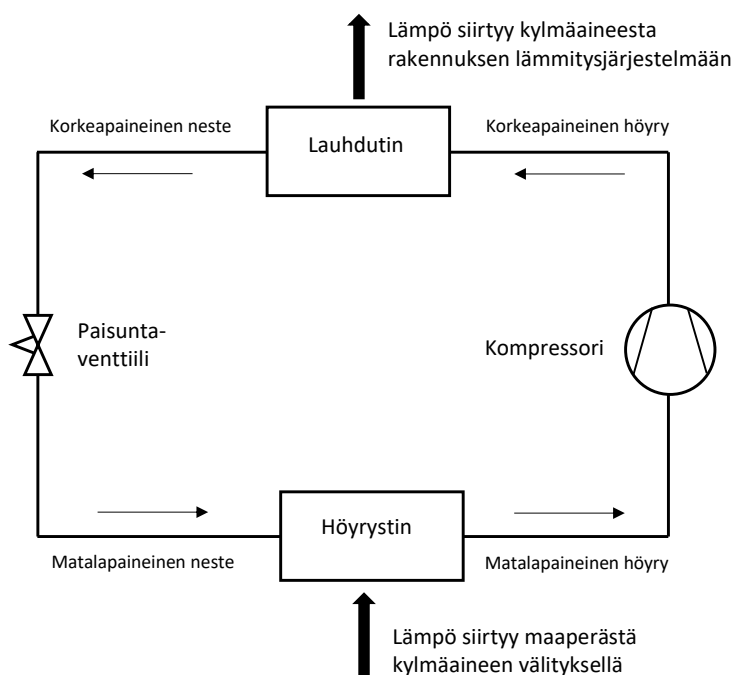 Lämpö siirtyy kylmäaineesta
rakennuksen lämmitysjärjestelmään
Korkeapaineinen neste
Lauhdutin
Korkeapaineinen höyry
Paisunta-
venttiili
Kompressori
Höyrystin
Matalapaineinen neste
Matalapaineinen höyry
Lämpö siirtyy maaperästä
kylmäaineen välityksellä